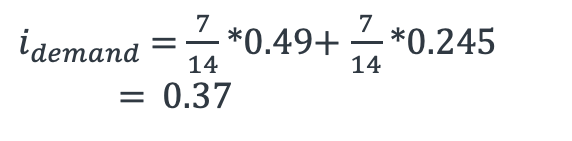 i_demand = 7/14 *0.49+ 7/14 *0.245
= 0.37